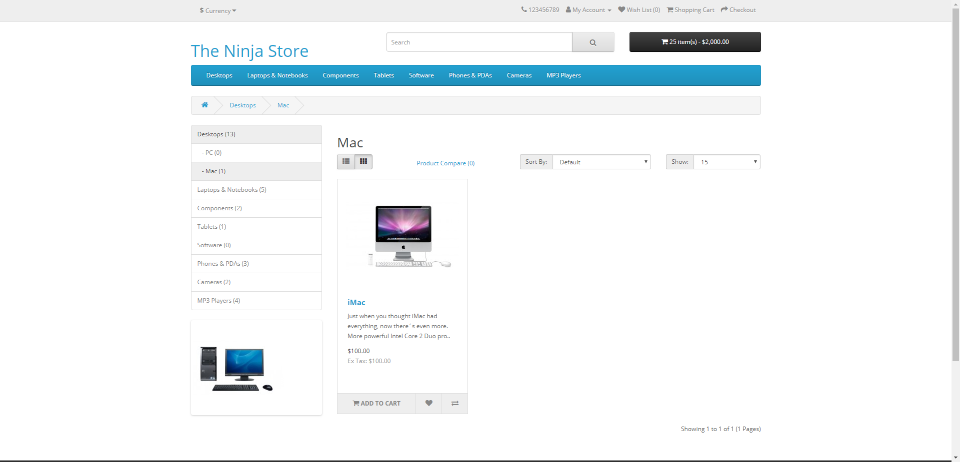 $ Currency
123456789 My Account Wish List (0) Shopping Cart Checkout
The Ninja Store
Search
25 item(s) - $2,000.00
Desktops Laptops & Notebooks Components Tablets Software Phones & PDAs Cameras MP3 Players
Desktops Mac
Desktops (13)
- PC (0)
- Mac (1)
Laptops & Notebooks (5)
Components (2)
Tablets (1)
Software (0)
Phones & PDAs (3)
Cameras (2)
MP3 Players (4)
Mac
Product Compare (0)
Sort By: Default
Show: 15
iMac
Just when you thought iMac had
everything, now there´s even more.
More powerful Intel Core 2 Duo pro..
$100.00
Ex Tax: $100.00
ADD TO CART
Showing 1 to 1 of 1 (1 Pages)